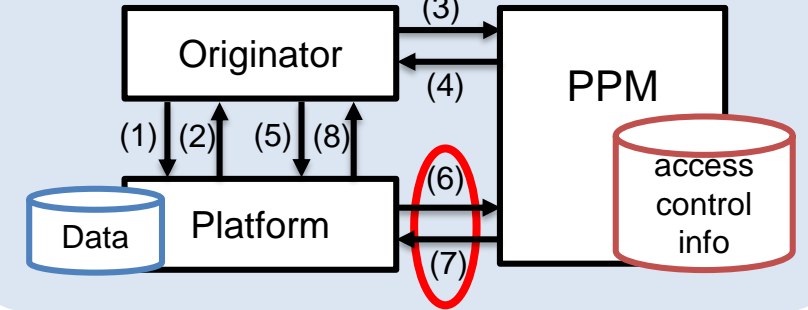 (3)
Originator
PPM
(4)
(1)
(2)
(5)
(8)
access
control
info
(6)
Platform
Data
(7)